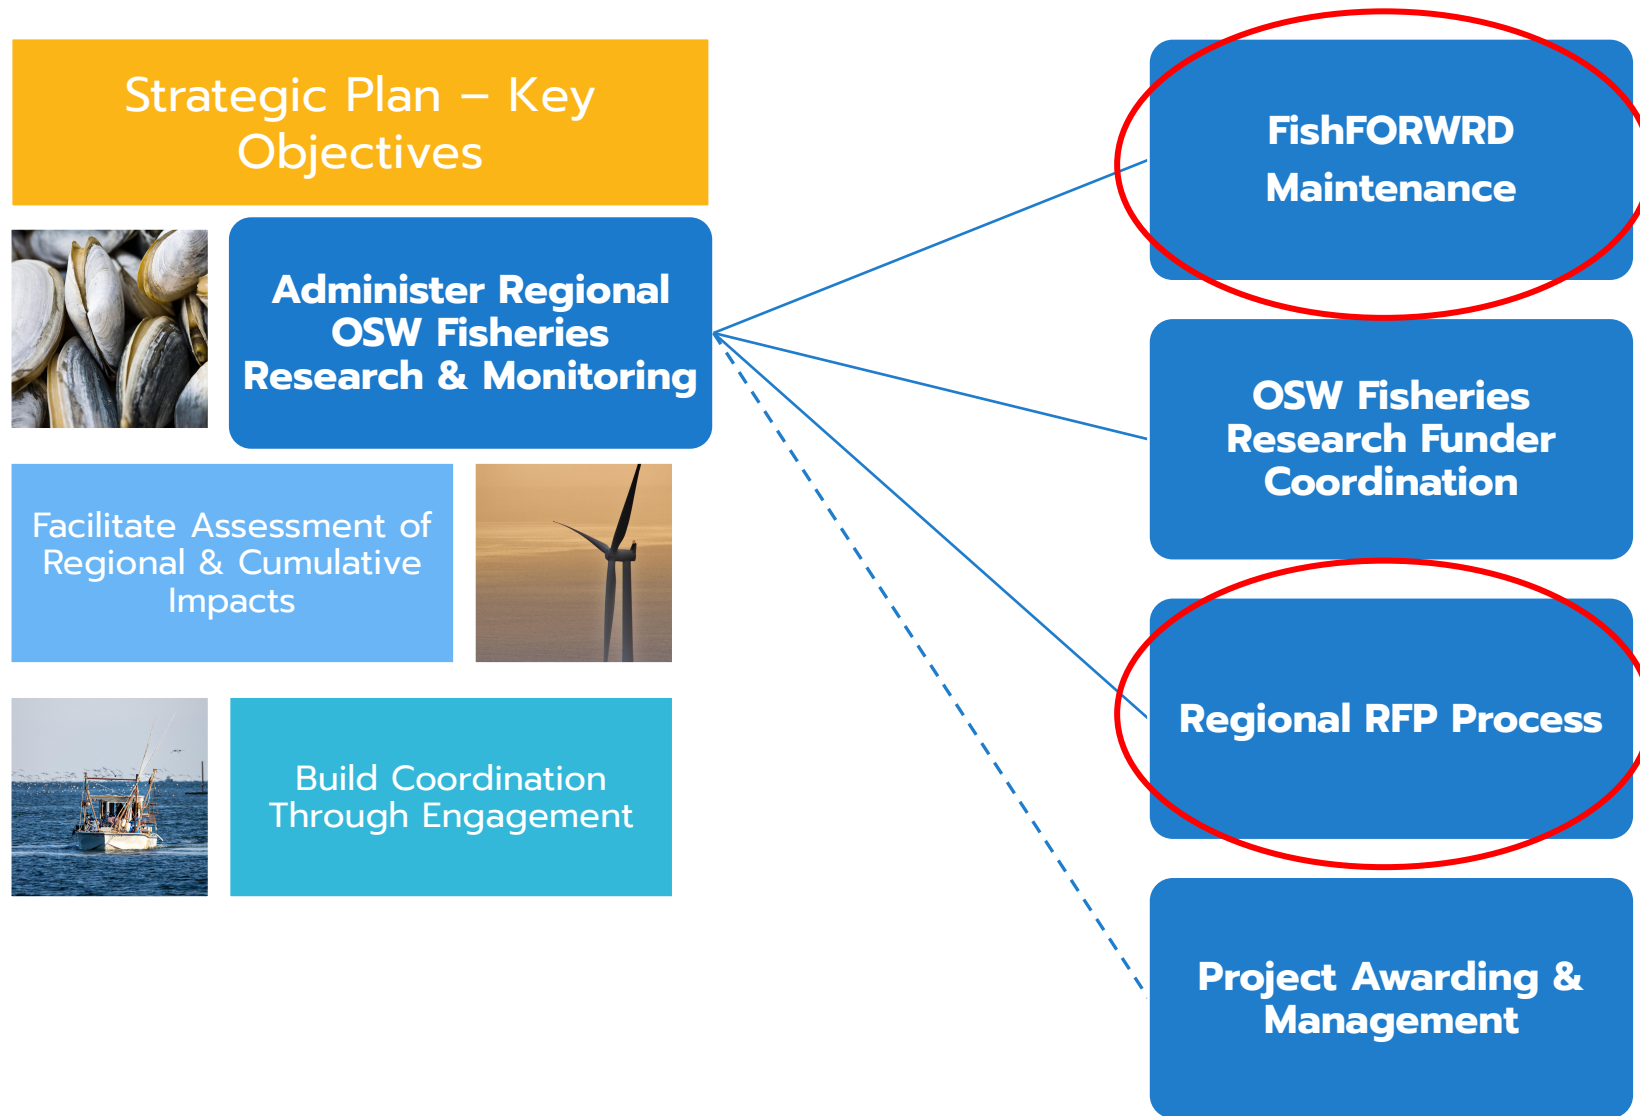 Strategic Plan – Key
Objectives
Administer Regional
OSW Fisheries
Research & Monitoring
Facilitate Assessment of
Regional & Cumulative
Impacts
Build Coordination
Through Engagement
FishFORWRD
Maintenance
OSW Fisheries
Research Funder
Coordination
Regional RFP Process
Project Awarding &
Management